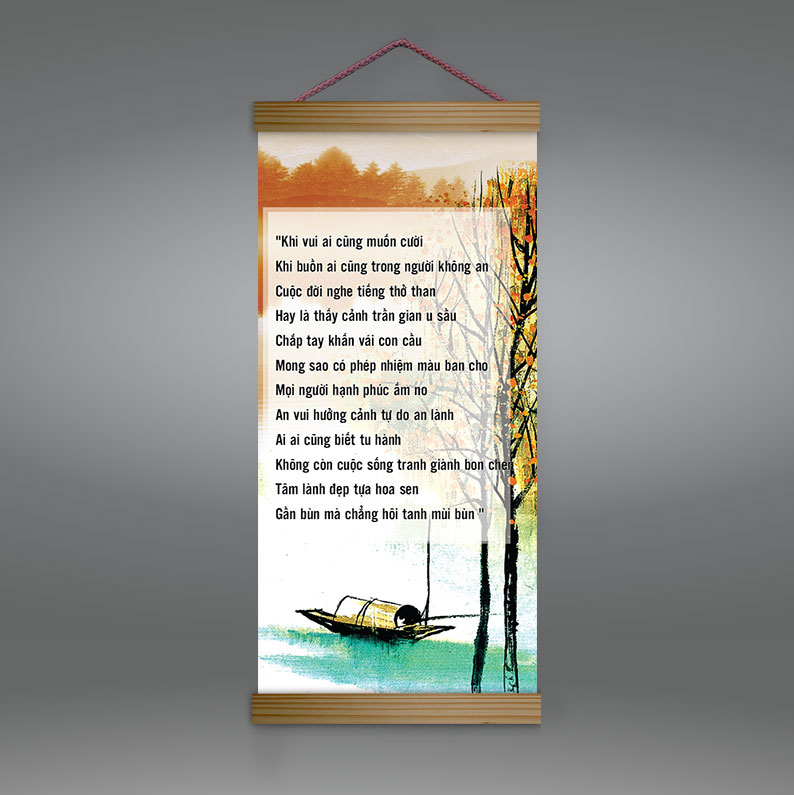 "Khi vui ai cũng muốn cười
Khi buồn ai cũng trong người không an
Cuộc đời nghe tiếng thở than
Hay là thấy cảnh trần gian u sầu
Chắp tay khấn vái con cầu
Mong sao có phép nhiệm màu ban cho
Mọi người hạnh phúc ấm no
An vui hưởng cảnh tự do an lành
Ai ai cũng biết tu hành
Không còn cuộc sống tranh giành bon chen
Tâm lành đẹp tựa hoa sen
Gần bùn mà chẳng hôi tanh mùi bùn "